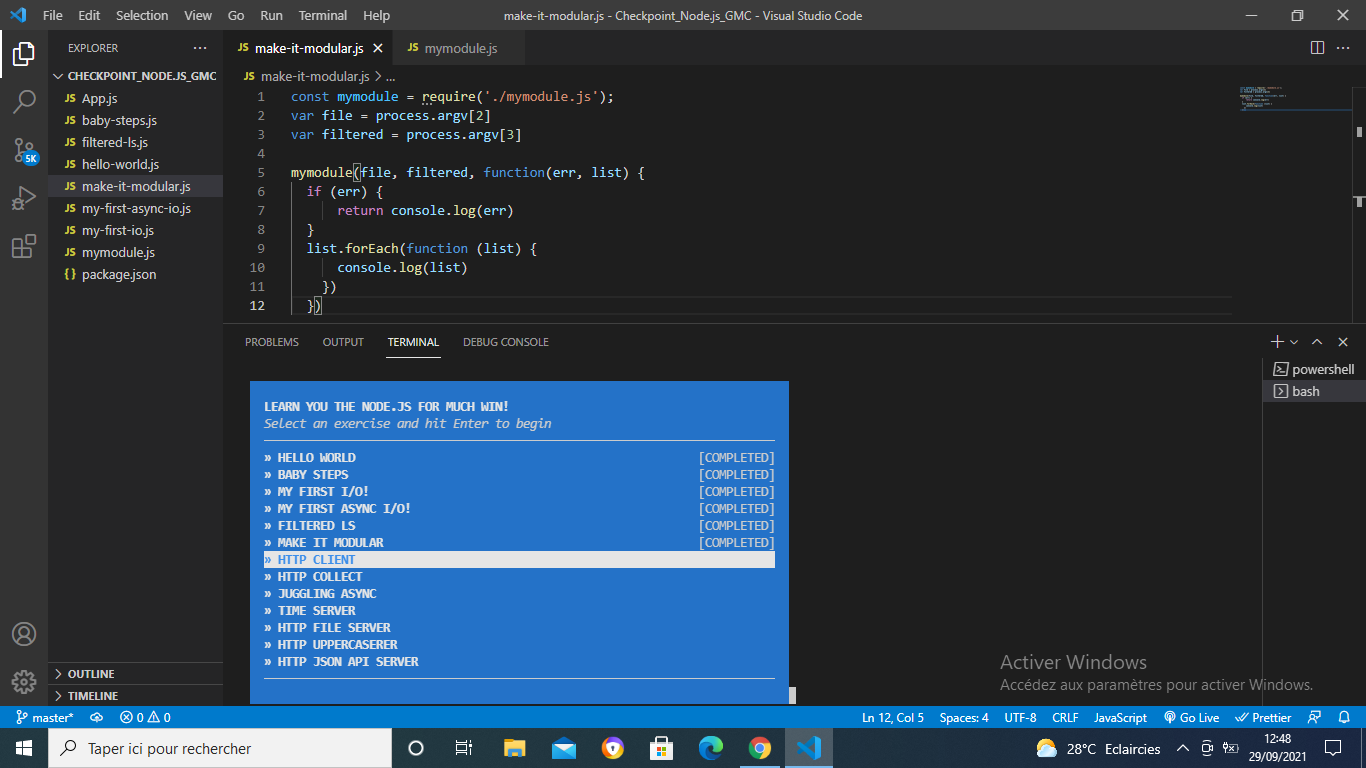 File Edit Selection View Go Run Terminal Help
make-it-modular.js - Checkpoint_Node.js_GMC - Visual Studio Code
EXPLORER
CHECKPOINT_NODE.JS_GMC
JS App.js
JS baby-steps.js
JS filtered-ls.js
JS hello-world.js
JS make-it-modular.js
JS my-first-async-io.js
JS my-first-io.js
JS mymodule.js
{} package.json
5K
OUTLINE
TIMELINE
JS make-it-modular.js
JS mymodule.js
JS make-it-modular.js > ...
1 const mymodule = require('./mymodule.js');
2 var file = process.argv[2]
3 var filtered = process.argv[3]
4
5 mymodule(file, filtered, function(err, list) {
6 if (err) {
7 return console.log(err)
8 }
9 list.forEach(function (list) {
10 console.log(list)
11 })
12 })
PROBLEMS OUTPUT TERMINAL DEBUG CONSOLE
powershell
bash
LEARN YOU THE NODE.JS FOR MUCH WIN!
Select an exercise and hit Enter to begin
» HELLO WORLD [COMPLETED]
» BABY STEPS [COMPLETED]
» MY FIRST I/O! [COMPLETED]
» MY FIRST ASYNC I/O! [COMPLETED]
» FILTERED LS [COMPLETED]
» MAKE IT MODULAR [COMPLETED]
» HTTP CLIENT
» HTTP COLLECT
» JUGGLING ASYNC
» TIME SERVER
» HTTP FILE SERVER
» HTTP UPPERCASERER
» HTTP JSON API SERVER
Activer Windows
Accédez aux paramètres pour activer Windows.
master* 0 0 Ln 12, Col 5 Spaces: 4 UTF-8 CRLF JavaScript Go Live Prettier
Taper ici pour rechercher
28°C Eclaircies
12:48
29/09/2021